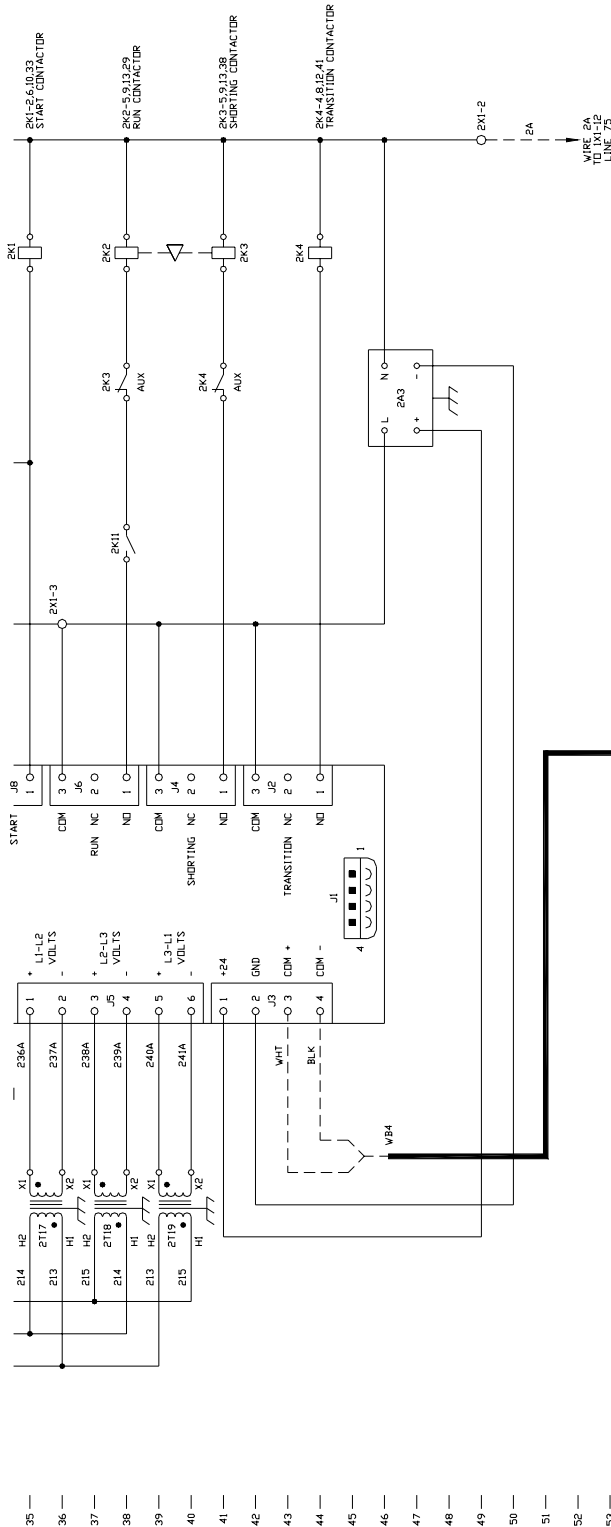 2K1-2,6,10,33
START CONTACTOR
2K2-5,9,13,29
RUN CONTACTOR
2K3-5,9,13,38
SHORTING CONTACTOR
2K4-4,8,12,41
TRANSITION CONTACTOR
2X1-2
2A
WIRE 2A
TO 1X1-12
LINE 75
2K1
2K2
2K3
2K4
2K3
AUX
2K4
AUX
N
-
2A3
L
+
2K11
2X1-3
J8
1
START
3
J6
2
1
COM
RUN NC
NO
3
J4
2
1
COM
SHORTING NC
NO
3
J2
2
1
COM
TRANSITION NC
NO
J1
1
4
+
L1-L2
VOLTS
-
+
L2-L3
VOLTS
-
+
L3-L1
VOLTS
-
+24
GND
COM +
COM -
1
2
3
J5
4
5
6
1
2
J3
3
4
236A
237A
238A
239A
240A
241A
WHT
BLK
WB4
X1
X2
X1
X2
X1
X2
2T17
2T18
2T19
H2
H1
H2
H1
H2
H1
214
213
215
214
213
215
35
36
37
38
39
40
41
42
43
44
45
46
47
48
49
50
51
52
53